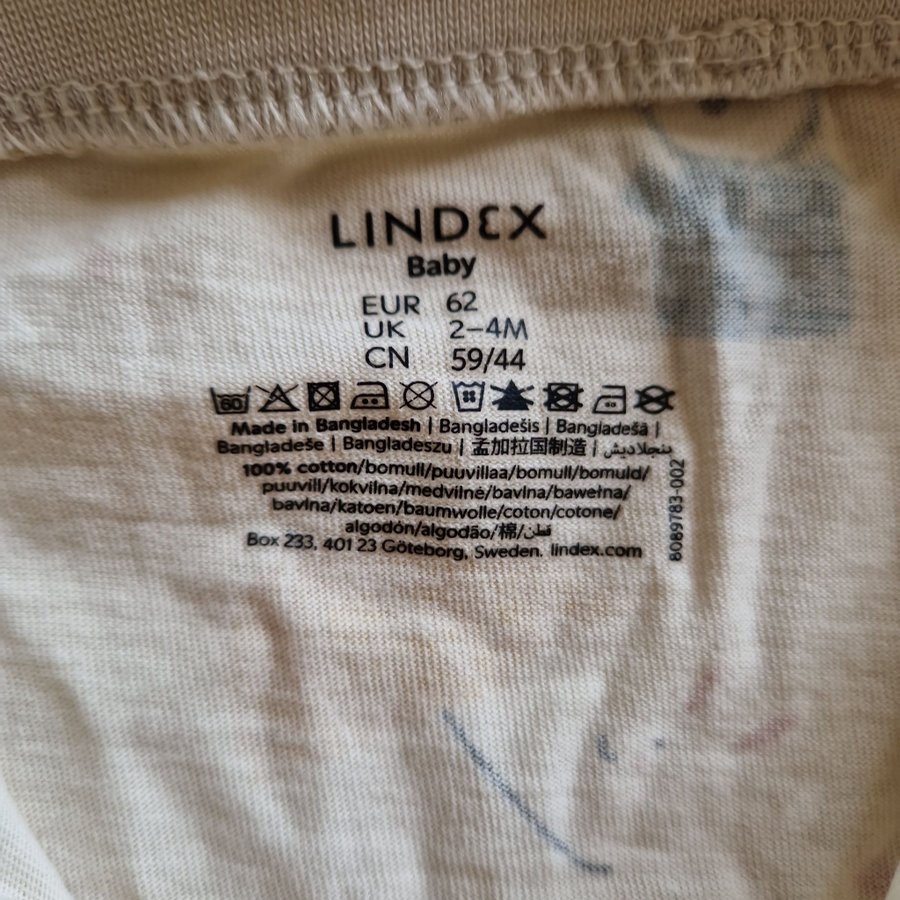 LINDEX
Baby
EUR 62
UK 2–4M
CN 59/44
60
Made in Bangladesh | Bangladešis | Bangladešā |
Bangladeše | Bangladeszu | 孟加拉国制造 | بنجلاديش
100% cotton/bomull/puuvillaa/bomull/bomuld/
puuvill/kokvilna/medvilnė/bavlna/bawełna/
bavlna/katoen/baumwolle/coton/cotone/
algodón/algodão/棉/قطن
Box 233, 401 23 Göteborg, Sweden. lindex.com
8089783-002